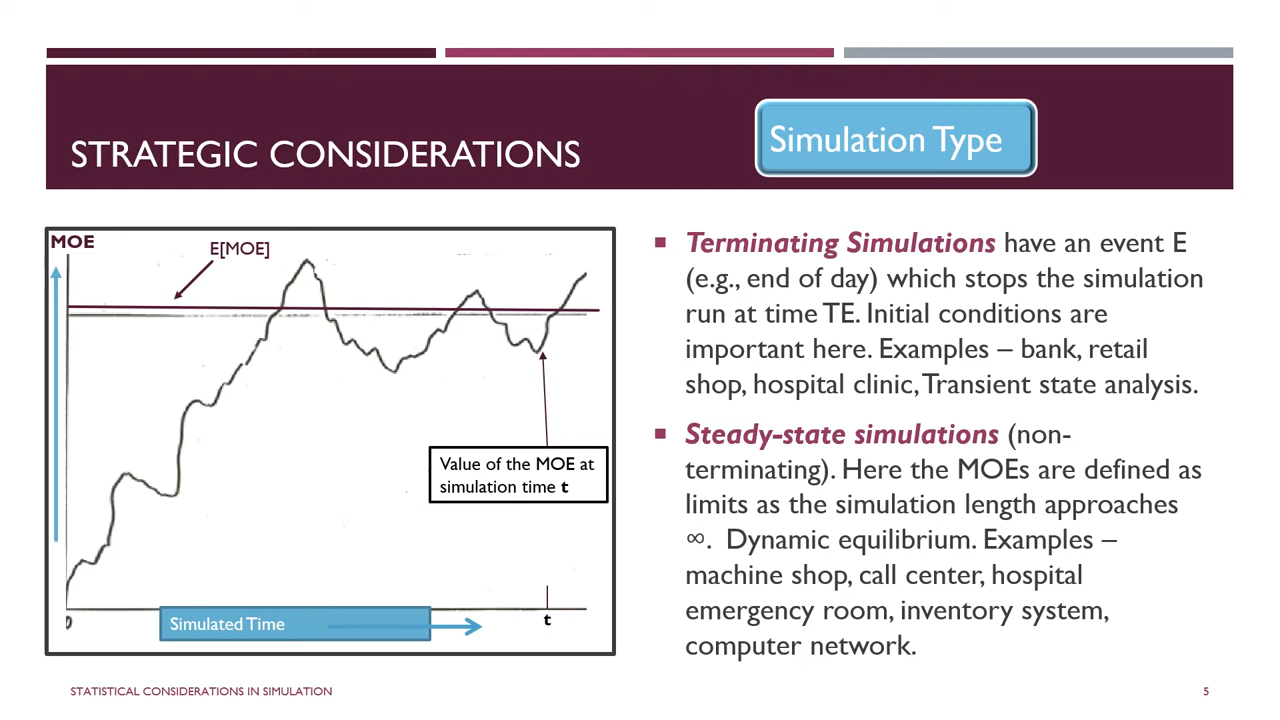 STRATEGIC CONSIDERATIONS
Simulation Type
MOE
E[MOE]
Value of the MOE at
simulation time t
0
Simulated Time
t
Terminating Simulations have an event E
(e.g., end of day) which stops the simulation
run at time TE. Initial conditions are
important here. Examples – bank, retail
shop, hospital clinic, Transient state analysis.
Steady-state simulations (non-
terminating). Here the MOEs are defined as
limits as the simulation length approaches
∞. Dynamic equilibrium. Examples –
machine shop, call center, hospital
emergency room, inventory system,
computer network.
STATISTICAL CONSIDERATIONS IN SIMULATION
5